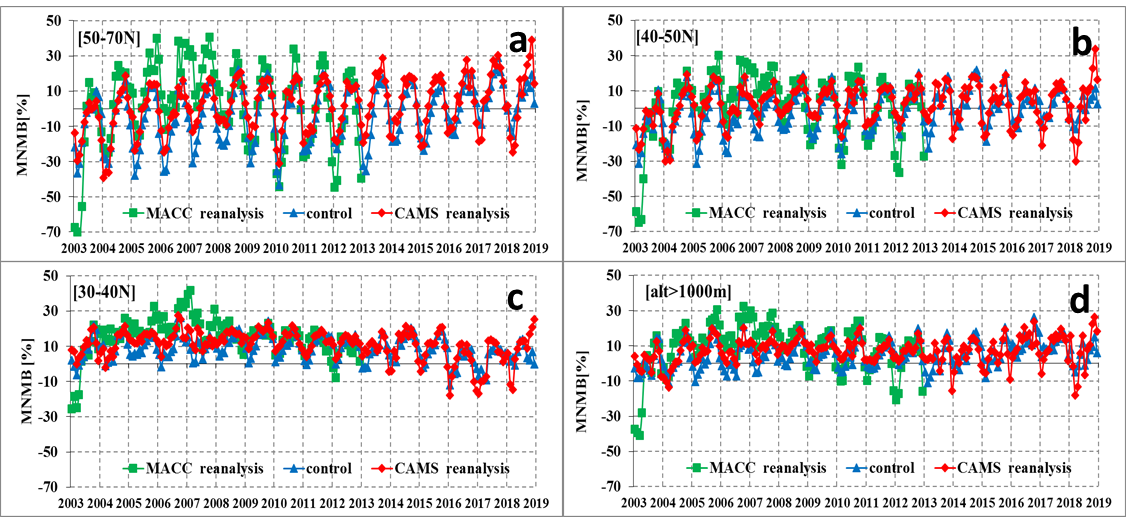 50
30
10
-10
-30
-50
-70
MNMB[%]
[50-70N]
a
MACC reanalysis control CAMS reanalysis
2003 2004 2005 2006 2007 2008 2009 2010 2011 2012 2013 2014 2015 2016 2017 2018 2019
50
30
10
-10
-30
-50
-70
MNMB[%]
[40-50N]
b
MACC reanalysis control CAMS reanalysis
2003 2004 2005 2006 2007 2008 2009 2010 2011 2012 2013 2014 2015 2016 2017 2018 2019
50
30
10
-10
-30
-50
-70
MNMB [%]
[30-40N]
c
MACC reanalysis control CAMS reanalysis
2003 2004 2005 2006 2007 2008 2009 2010 2011 2012 2013 2014 2015 2016 2017 2018 2019
50
30
10
-10
-30
-50
-70
MNMB[%]
[alt>1000m]
d
MACC reanalysis control CAMS reanalysis
2003 2004 2005 2006 2007 2008 2009 2010 2011 2012 2013 2014 2015 2016 2017 2018 2019